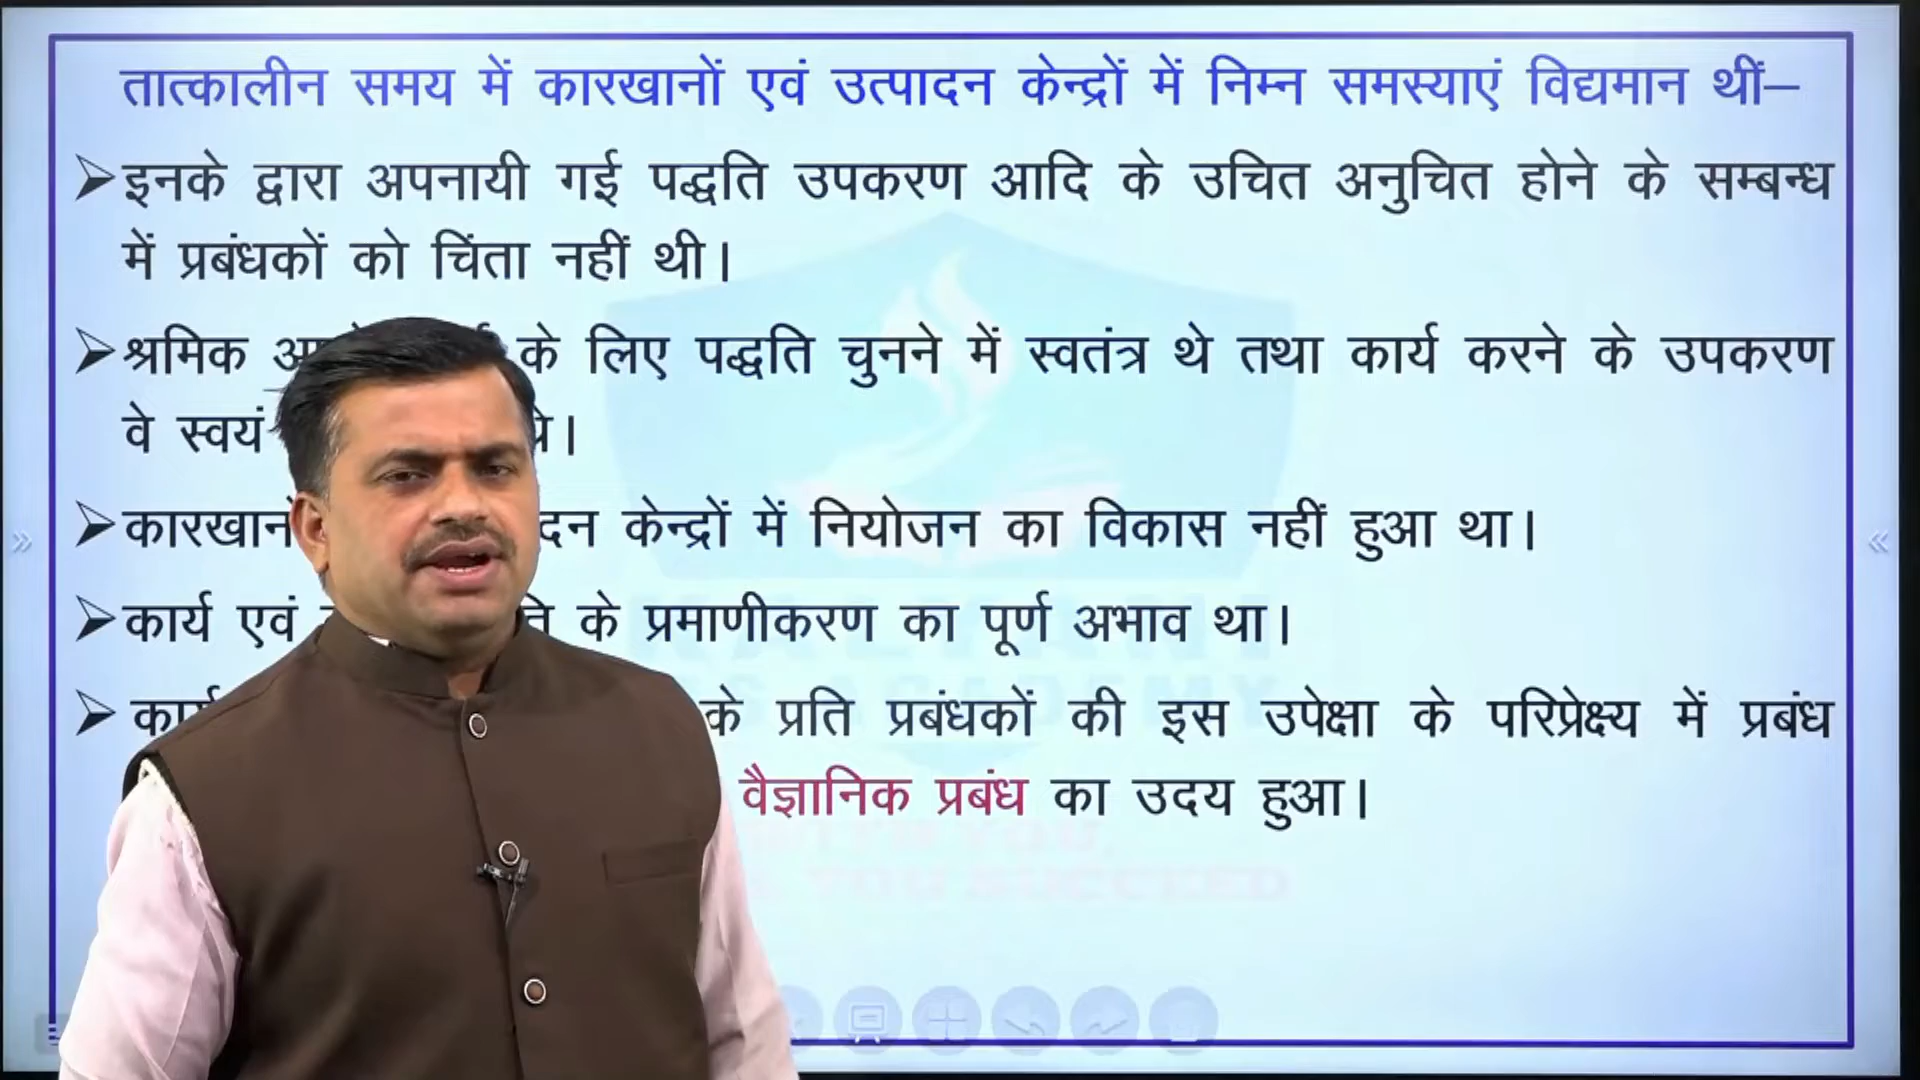 तात्कालीन समय में कारखानों एवं उत्पादन केन्द्रों में निम्न समस्याएं विद्यमान थीं–
➢इनके द्वारा अपनायी गई पद्धति उपकरण आदि के उचित अनुचित होने के सम्बन्ध
में प्रबंधकों को चिंता नहीं थी।
➢श्रमिक के लिए पद्धति चुनने में स्वतंत्र थे तथा कार्य करने के उपकरण
वे स्वयं
➢ केन्द्रों में नियोजन का विकास नहीं हुआ था।
➢कार्य एवं के प्रमाणीकरण का पूर्ण अभाव था।
➢ के प्रति प्रबंधकों की इस उपेक्षा के परिप्रेक्ष्य में प्रबंध
वैज्ञानिक प्रबंध का उदय हुआ।